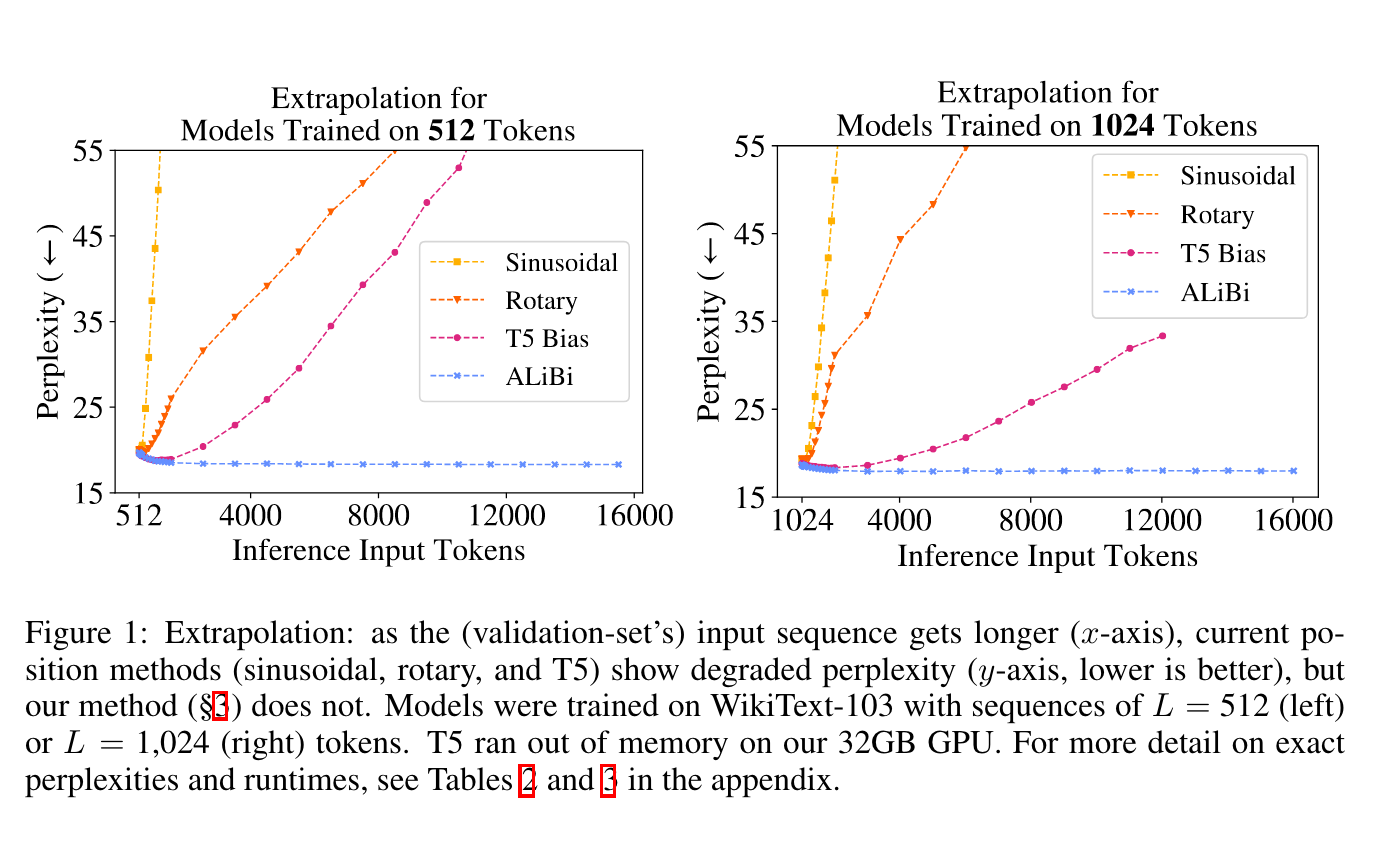 Extrapolation for
Models Trained on 512 Tokens
55
45
35
25
15
Perplexity (←)
Sinusoidal
Rotary
T5 Bias
ALiBi
512 4000 8000 12000 16000
Inference Input Tokens
Extrapolation for
Models Trained on 1024 Tokens
55
45
35
25
15
Perplexity (←)
Sinusoidal
Rotary
T5 Bias
ALiBi
1024 4000 8000 12000 16000
Inference Input Tokens
Figure 1: Extrapolation: as the (validation-set's) input sequence gets longer (x-axis), current po-
sition methods (sinusoidal, rotary, and T5) show degraded perplexity (y-axis, lower is better), but
our method (§3) does not. Models were trained on WikiText-103 with sequences of L = 512 (left)
or L = 1,024 (right) tokens. T5 ran out of memory on our 32GB GPU. For more detail on exact
perplexities and runtimes, see Tables 2 and 3 in the appendix.